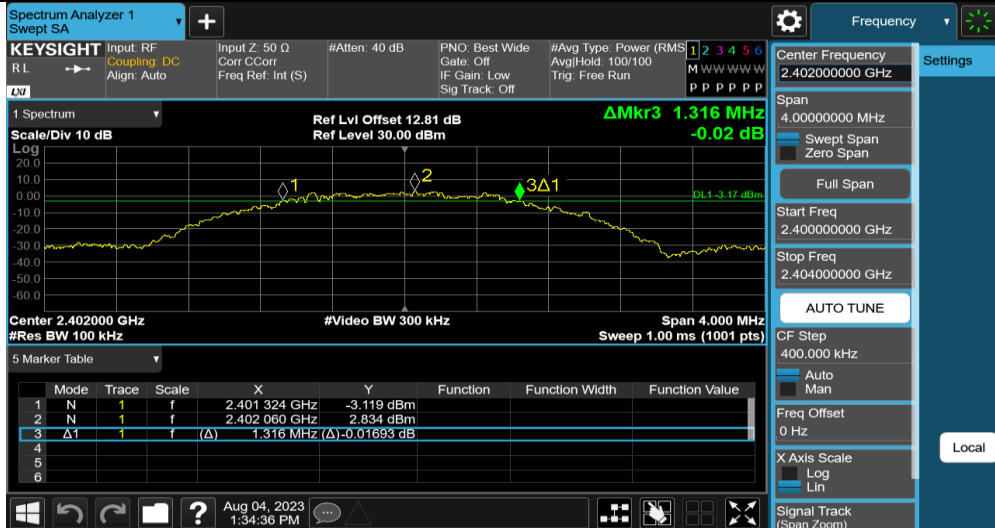 Spectrum Analyzer 1
Swept SA
+
Frequency
KEYSIGHT
R L
LXI
Input: RF
Coupling: DC
Align: Auto
Input Z: 50 Ω
Corr CCorr
Freq Ref: Int (S)
#Atten: 40 dB
PNO: Best Wide
Gate: Off
IF Gain: Low
Sig Track: Off
#Avg Type: Power (RMS
Avg|Hold: 100/100
Trig: Free Run
1 2 3 4 5 6
M W W W W W
P P P P P P
1 Spectrum
Scale/Div 10 dB
Log
Ref Lvl Offset 12.81 dB
Ref Level 30.00 dBm
ΔMkr3 1.316 MHz
-0.02 dB
20.0
10.0
0.00
-10.0
-20.0
-30.0
-40.0
-50.0
-60.0
1
2
3Δ1
DL1 -3.17 dBm
Center 2.402000 GHz
#Video BW 300 kHz
Span 4.000 MHz
#Res BW 100 kHz
Sweep 1.00 ms (1001 pts)
5 Marker Table
Mode Trace Scale X Y Function Function Width Function Value
1 N 1 f 2.401 324 GHz -3.119 dBm
2 N 1 f 2.402 060 GHz 2.834 dBm
3 Δ1 1 f (Δ) 1.316 MHz (Δ) -0.01693 dB
4
5
6
?
Aug 04, 2023
1:34:36 PM
Center Frequency
2.402000000 GHz
Span
4.00000000 MHz
Swept Span
Zero Span
Full Span
Start Freq
2.400000000 GHz
Stop Freq
2.404000000 GHz
AUTO TUNE
CF Step
400.000 kHz
Auto
Man
Freq Offset
0 Hz
X Axis Scale
Log
Lin
Signal Track
(Span Zoom)
Settings
Local